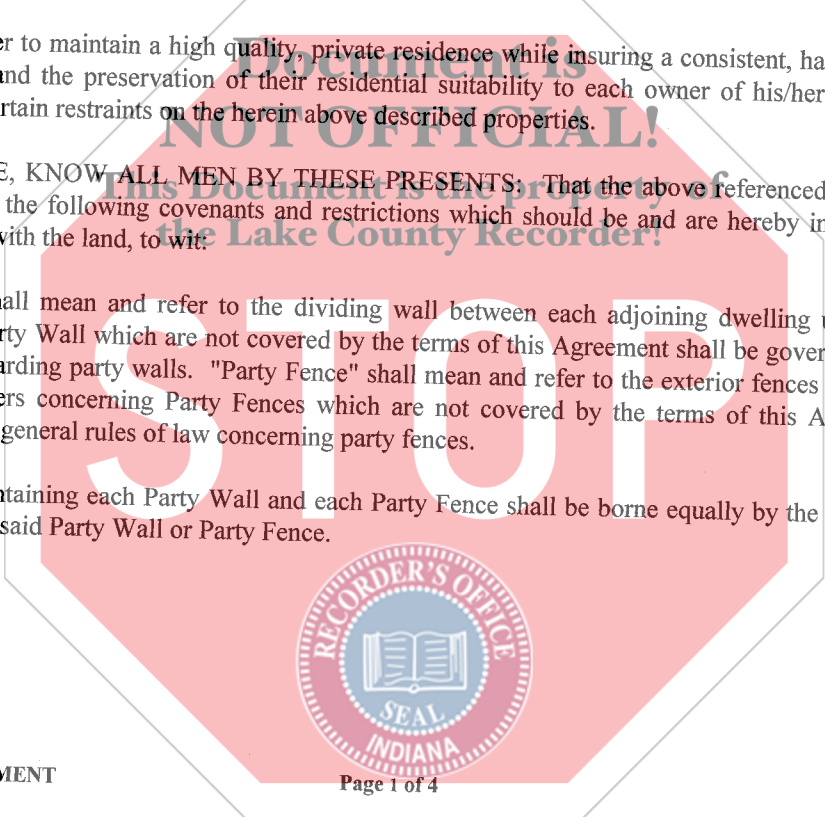 er to maintain a high quality, private residence while insuring a consistent, ha
and the preservation of their residential suitability to each owner of his/her
rtain restraints on the herein above described properties.
E, KNOW ALL MEN BY THESE PRESENTS: That the above referenced
the following covenants and restrictions which should be and are hereby in
with the land, to wit:
all mean and refer to the dividing wall between each adjoining dwelling u
rty Wall which are not covered by the terms of this Agreement shall be gover
arding party walls. "Party Fence" shall mean and refer to the exterior fences
ers concerning Party Fences which are not covered by the terms of this A
general rules of law concerning party fences.
ntaining each Party Wall and each Party Fence shall be borne equally by the
said Party Wall or Party Fence.
MENT
Page 1 of 4
Document is
NOT OFFICIAL!
This Document is the property of
the Lake County Recorder!
STOP
RECORDER'S OFFICE
SEAL
INDIANA